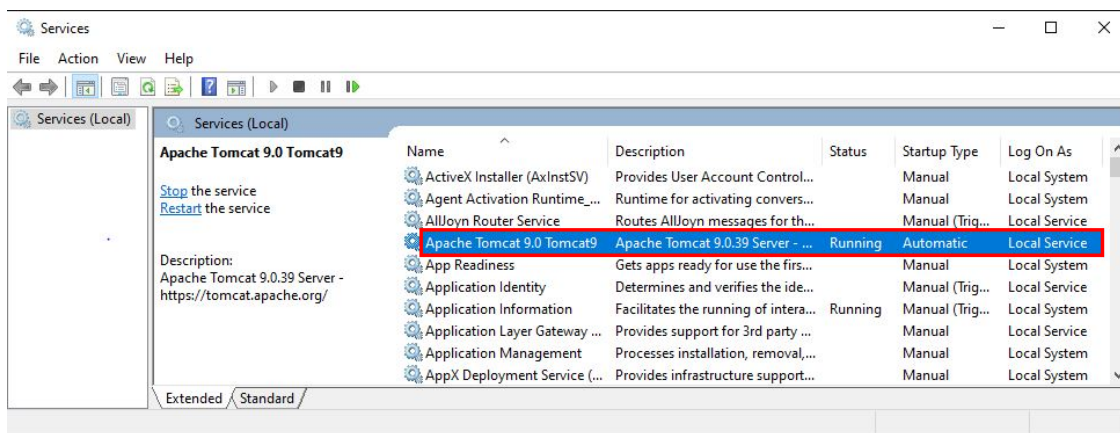 Services
File Action View Help
Services (Local)
Services (Local)
Apache Tomcat 9.0 Tomcat9
Stop the service
Restart the service
Description:
Apache Tomcat 9.0.39 Server -
https://tomcat.apache.org/
Name Description Status Startup Type Log On As
ActiveX Installer (AxInstSV) Provides User Account Control... Manual Local System
Agent Activation Runtime_... Runtime for activating convers... Manual Local System
AllJoyn Router Service Routes AllJoyn messages for th... Manual (Trig... Local Service
Apache Tomcat 9.0 Tomcat9 Apache Tomcat 9.0.39 Server - ... Running Automatic Local Service
App Readiness Gets apps ready for use the firs... Manual Local System
Application Identity Determines and verifies the ide... Manual (Trig... Local Service
Application Information Facilitates the running of intera... Running Manual (Trig... Local System
Application Layer Gateway ... Provides support for 3rd party ... Manual Local Service
Application Management Processes installation, removal,... Manual Local System
AppX Deployment Service (... Provides infrastructure support... Manual Local System
Extended Standard